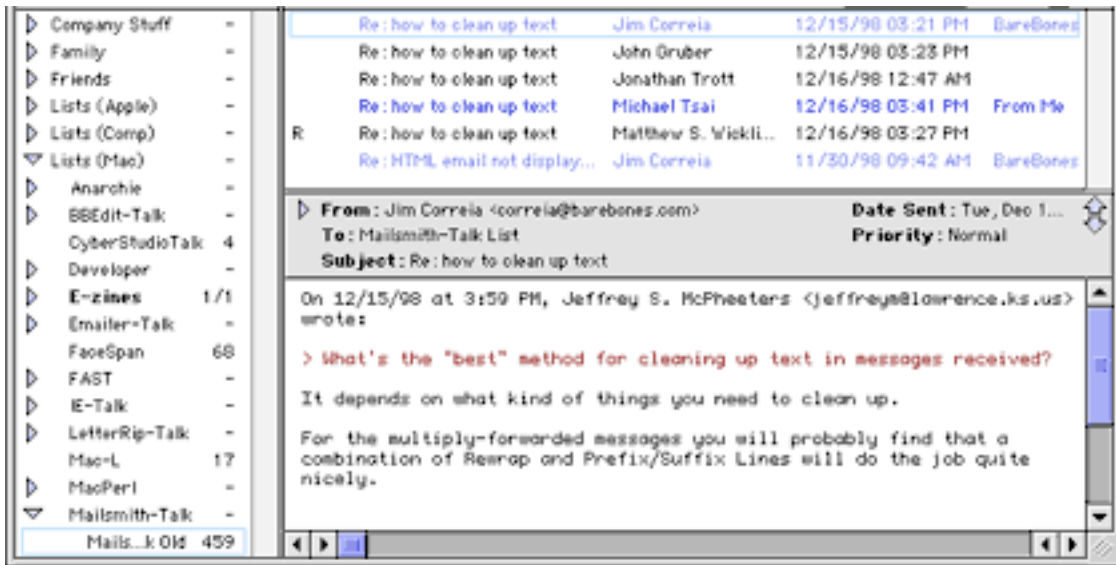 Company Stuff -
Family -
Friends -
Lists (Apple) -
Lists (Comp) -
Lists (Mac) -
Anarchie -
BBEdit-Talk -
CyberStudioTalk 4
Developer -
E-zines 1/1
Emailer-Talk -
FaceSpan 68
FAST -
IE-Talk -
LetterRip-Talk -
Mac-L 17
MacPerl -
Mailsmith-Talk -
Mails...k Old 459
Re: how to clean up text Jim Correia 12/15/98 03:21 PM BareBones
Re: how to clean up text John Gruber 12/15/98 03:23 PM
Re: how to clean up text Jonathan Trott 12/16/98 12:47 AM
Re: how to clean up text Michael Tsai 12/16/98 03:41 PM From Me
R Re: how to clean up text Matthew S. Wickli... 12/16/98 03:27 PM
Re: HTML email not display... Jim Correia 11/30/98 09:42 AM BareBones
From: Jim Correia <correia@barebones.com> Date Sent: Tue, Dec 1...
To: Mailsmith-Talk List Priority: Normal
Subject: Re: how to clean up text
On 12/15/98 at 3:59 PM, Jeffrey S. McPheeters <jeffreym@lawrence.ks.us>
wrote:
> What's the "best" method for cleaning up text in messages received?
It depends on what kind of things you need to clean up.
For the multiply-forwarded messages you will probably find that a
combination of Rewrap and Prefix/Suffix Lines will do the job quite
nicely.